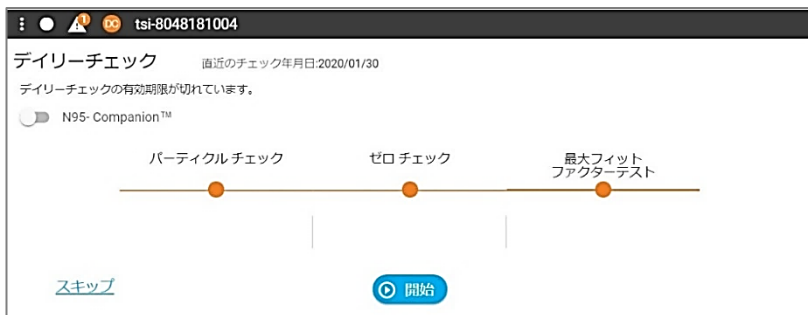 DC tsi-8048181004
デイリーチェック 直近のチェック年月日:2020/01/30
デイリーチェックの有効期限が切れています。
N95- Companion™
パーティクル チェック ゼロ チェック 最大フィット
ファクターテスト
スキップ 開始